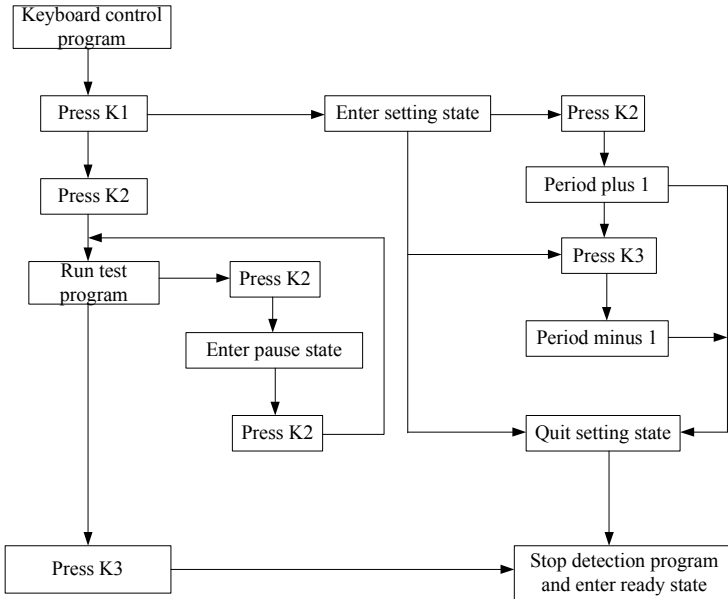 Keyboard control
program
Press K1
Enter setting state
Press K2
Press K2
Period plus 1
Run test
program
Press K2
Press K3
Enter pause state
Period minus 1
Press K2
Quit setting state
Press K3
Stop detection program
and enter ready state